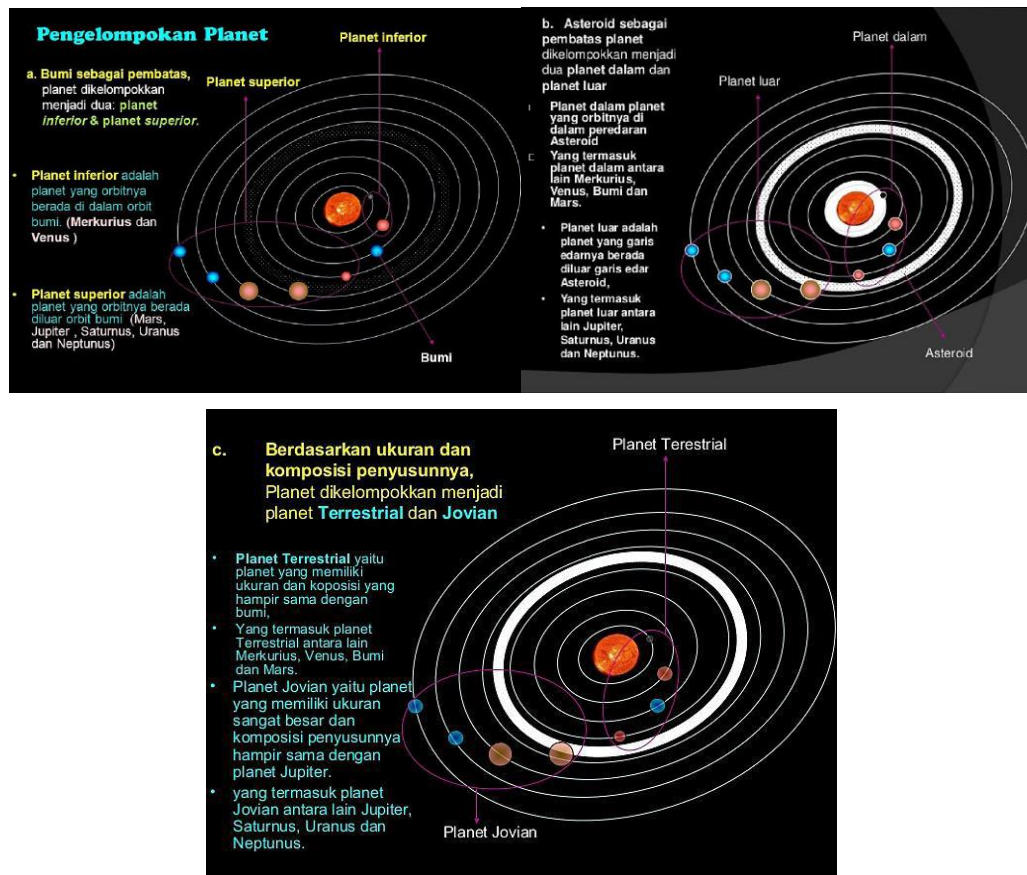 Pengelompokan Planet
a. Bumi sebagai pembatas,
planet dikelompokkan
menjadi dua: planet
inferior & planet superior.
• Planet inferior adalah
planet yang orbitnya
berada di dalam orbit
bumi. (Merkurius dan
Venus )
• Planet superior adalah
planet yang orbitnya berada
diluar orbit bumi (Mars,
Jupiter , Saturnus, Uranus
dan Neptunus)
Planet inferior
Planet superior
Bumi
b. Asteroid sebagai
pembatas planet
dikelompokkan menjadi
dua planet dalam dan
planet luar
Planet dalam planet
yang orbitnya di
dalam peredaran
Asteroid
Yang termasuk
planet dalam antara
lain Merkurius,
Venus, Bumi dan
Mars.
• Planet luar adalah
planet yang garis
edarnya berada
diluar garis edar
Asteroid,
• Yang termasuk
planet luar antara
lain Jupiter,
Saturnus, Uranus
dan Neptunus.
Planet dalam
Planet luar
Asteroid
c. Berdasarkan ukuran dan
komposisi penyusunnya,
Planet dikelompokkan menjadi
planet Terrestrial dan Jovian
• Planet Terrestrial yaitu
planet yang memiliki
ukuran dan koposisi yang
hampir sama dengan
bumi,
• Yang termasuk planet
Terrestrial antara lain
Merkurius, Venus, Bumi
dan Mars.
• Planet Jovian yaitu planet
yang memiliki ukuran
sangat besar dan
komposisi penyusunnya
hampir sama dengan
planet Jupiter.
• yang termasuk planet
Jovian antara lain Jupiter,
Saturnus, Uranus dan
Neptunus.
Planet Terestrial
Planet Jovian